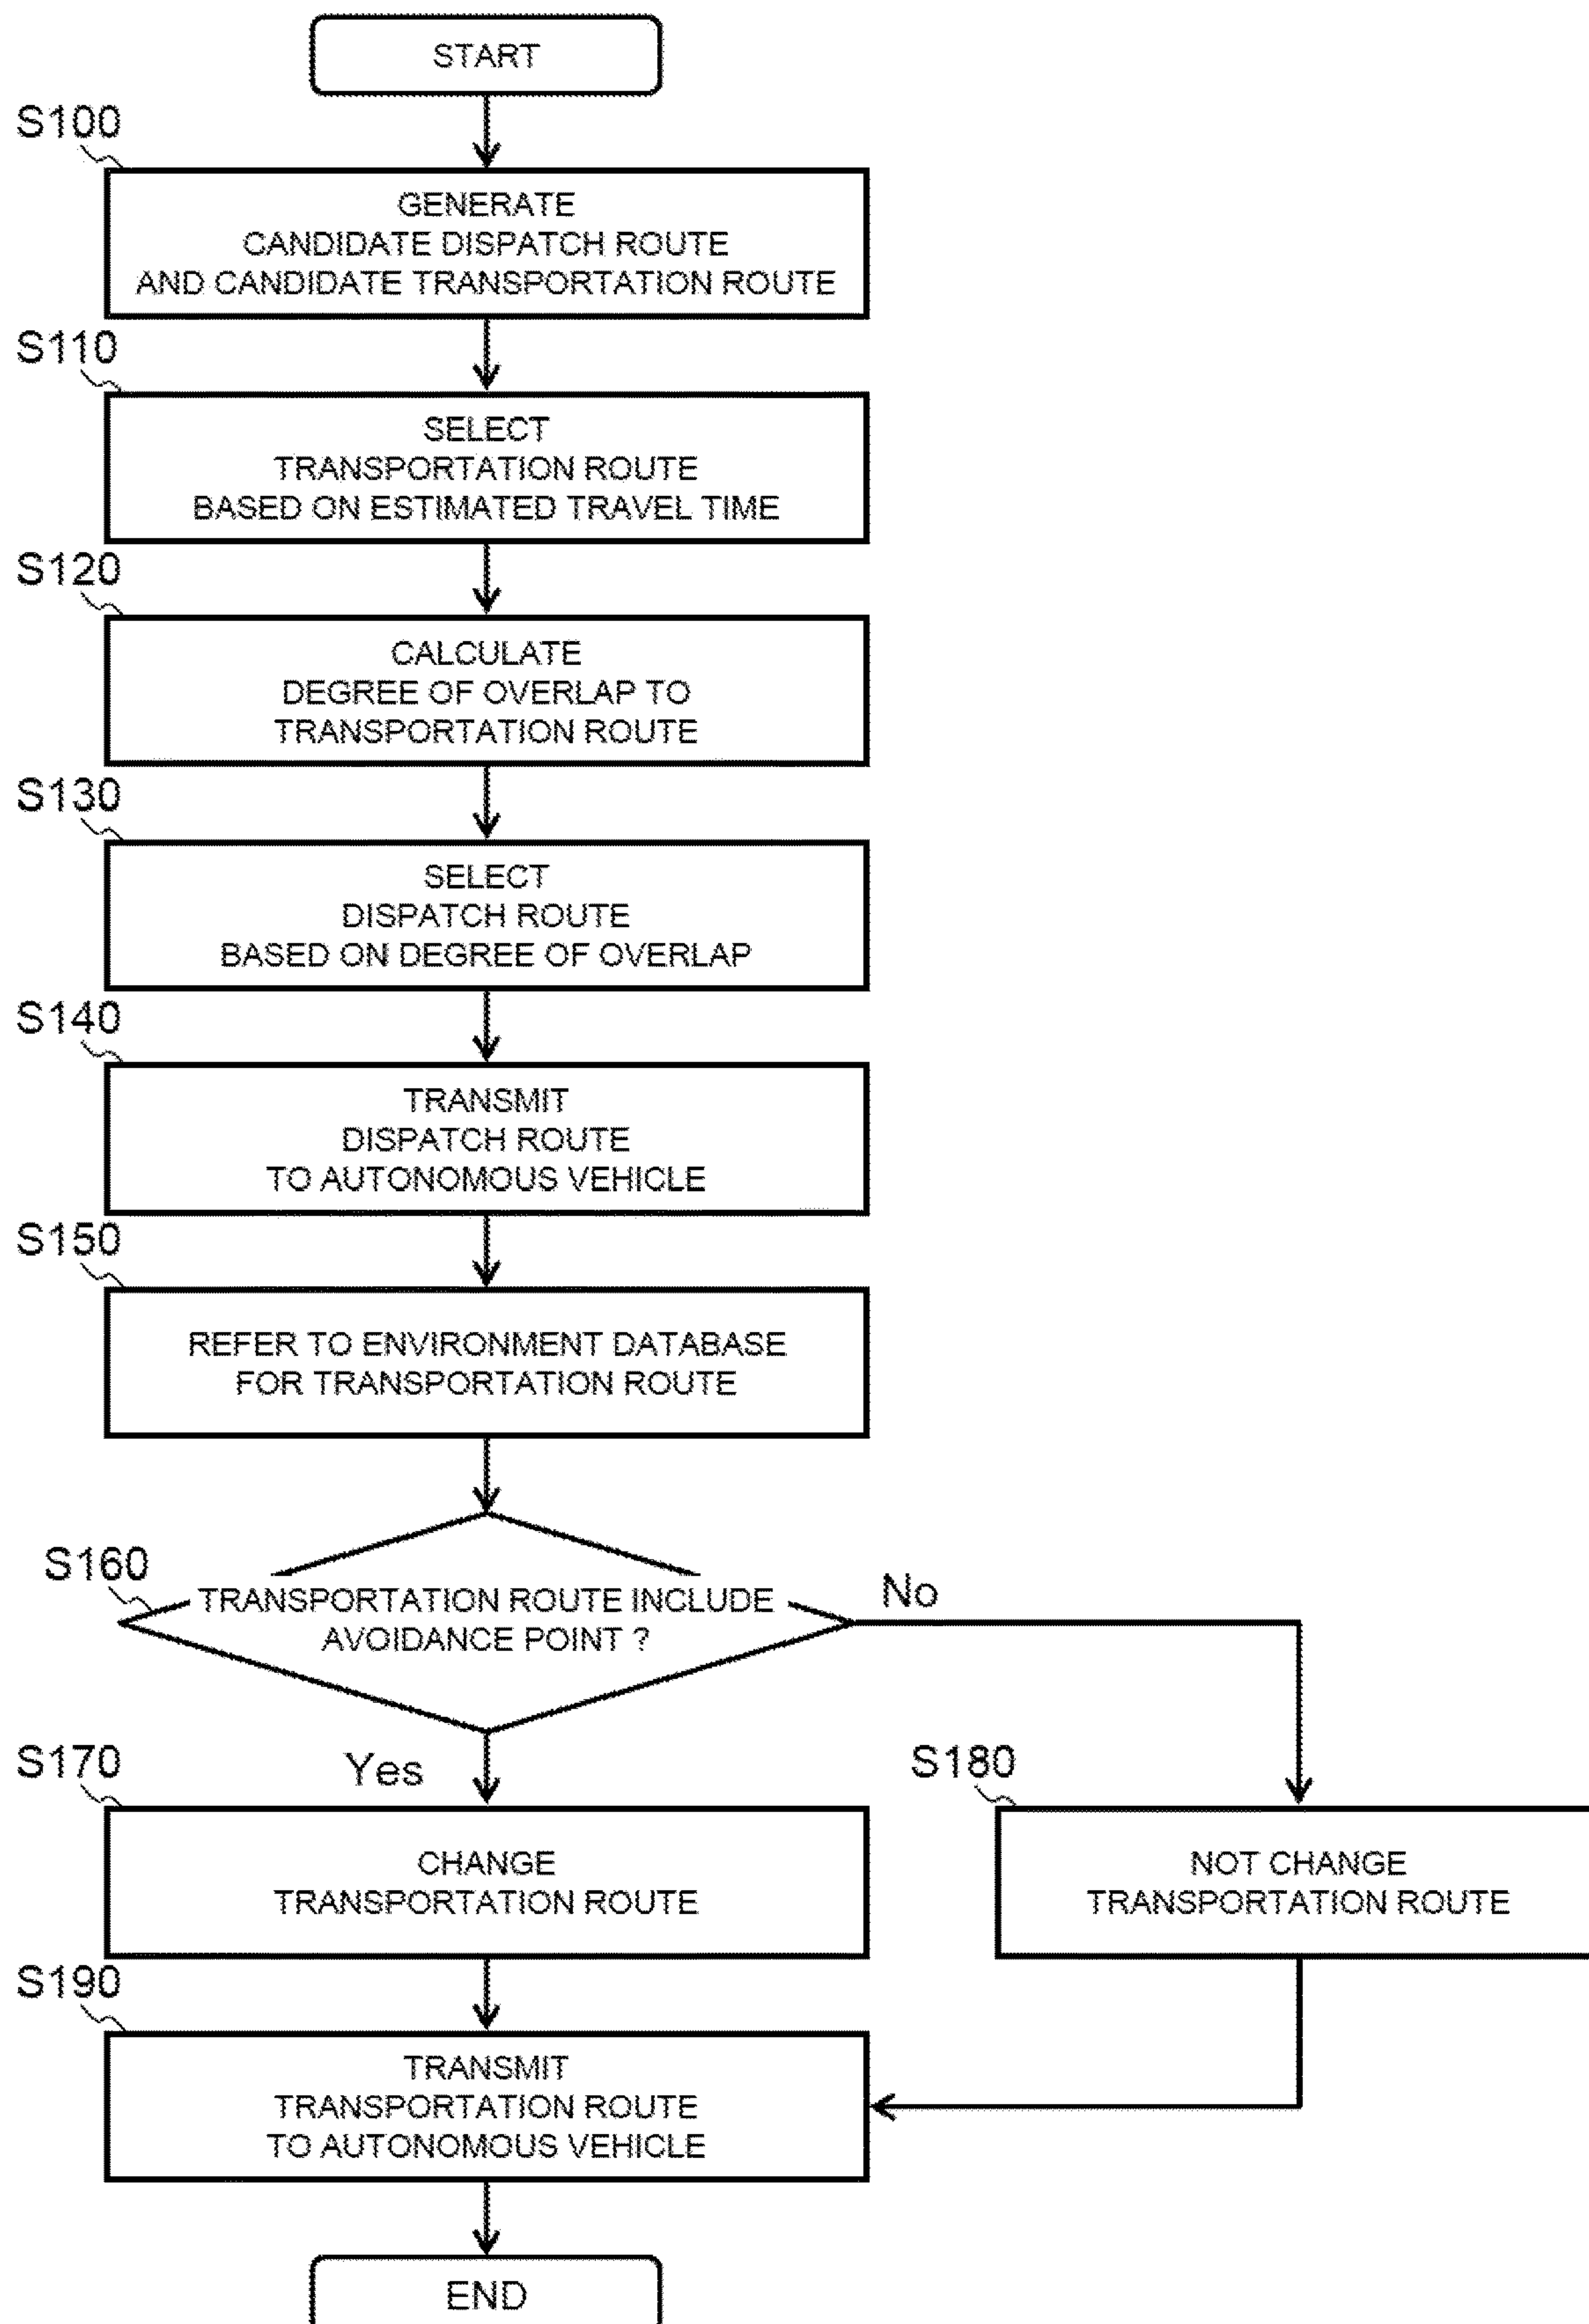 START
S100
GENERATE
CANDIDATE DISPATCH ROUTE
AND CANDIDATE TRANSPORTATION ROUTE
S110
SELECT
TRANSPORTATION ROUTE
BASED ON ESTIMATED TRAVEL TIME
S120
CALCULATE
DEGREE OF OVERLAP TO
TRANSPORTATION ROUTE
S130
SELECT
DISPATCH ROUTE
BASED ON DEGREE OF OVERLAP
S140
TRANSMIT
DISPATCH ROUTE
TO AUTONOMOUS VEHICLE
S150
REFER TO ENVIRONMENT DATABASE
FOR TRANSPORTATION ROUTE
S160
TRANSPORTATION ROUTE INCLUDE
AVOIDANCE POINT ?
No
Yes
S170
CHANGE
TRANSPORTATION ROUTE
S180
NOT CHANGE
TRANSPORTATION ROUTE
S190
TRANSMIT
TRANSPORTATION ROUTE
TO AUTONOMOUS VEHICLE
END